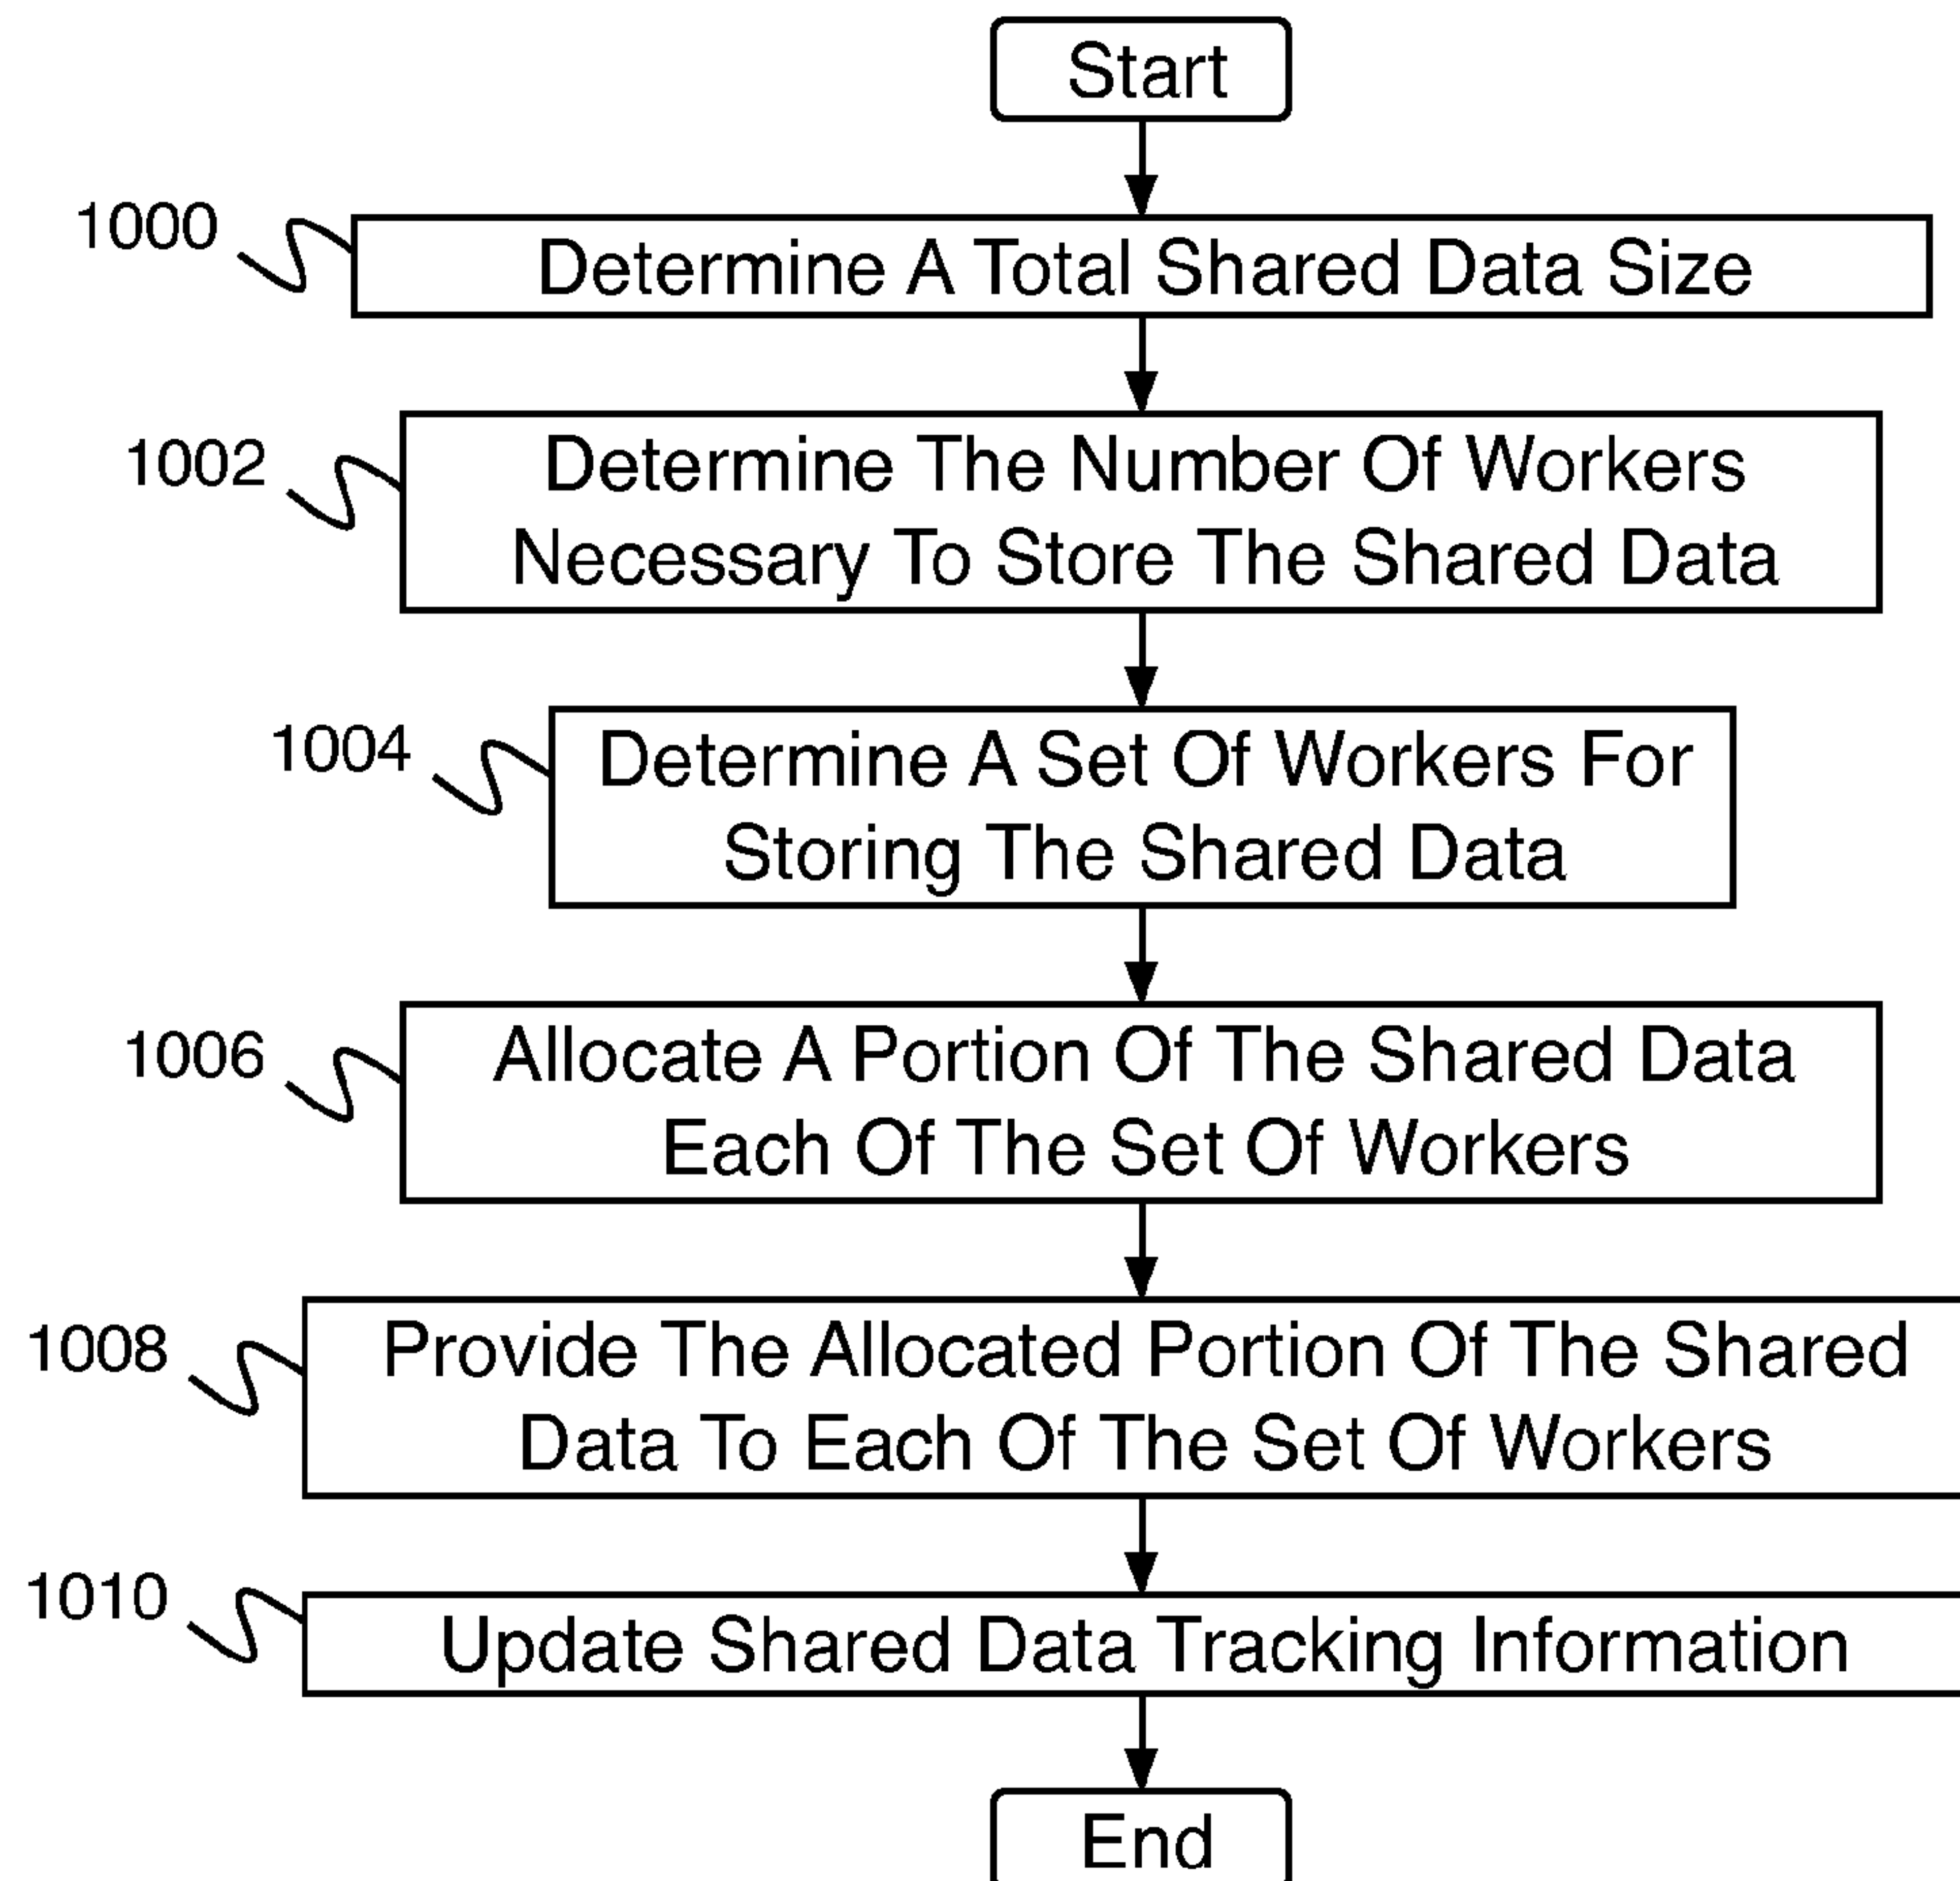 Start
1000
Determine A Total Shared Data Size
1002
Determine The Number Of Workers
Necessary To Store The Shared Data
1004
Determine A Set Of Workers For
Storing The Shared Data
1006
Allocate A Portion Of The Shared Data
Each Of The Set Of Workers
1008
Provide The Allocated Portion Of The Shared
Data To Each Of The Set Of Workers
1010
Update Shared Data Tracking Information
End